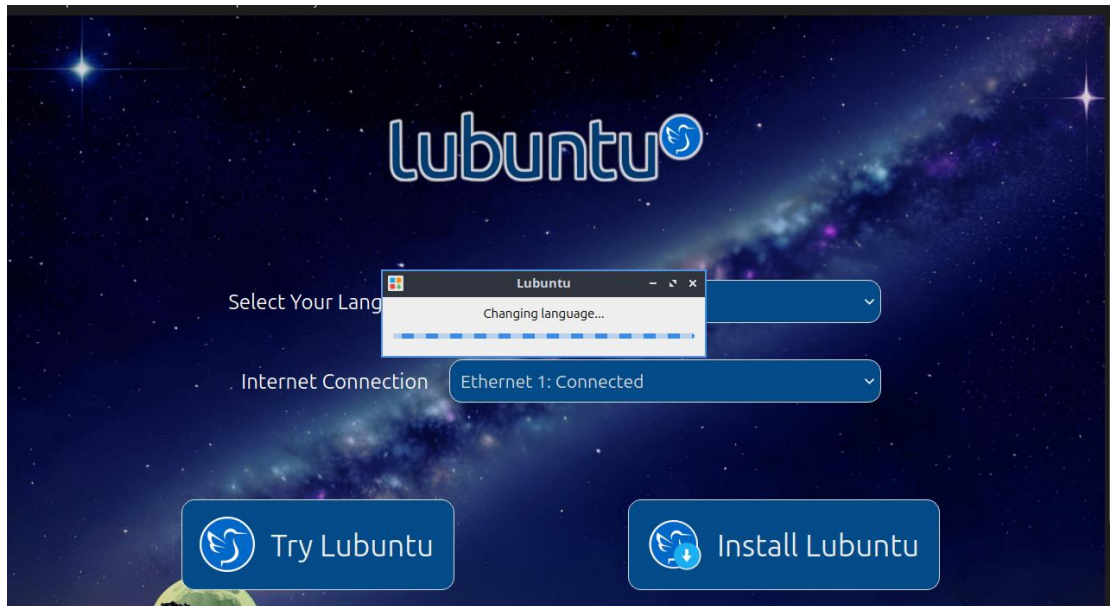 lubuntu
Lubuntu
Select Your Lang
Changing language...
Internet Connection
Ethernet 1: Connected
Try Lubuntu
Install Lubuntu